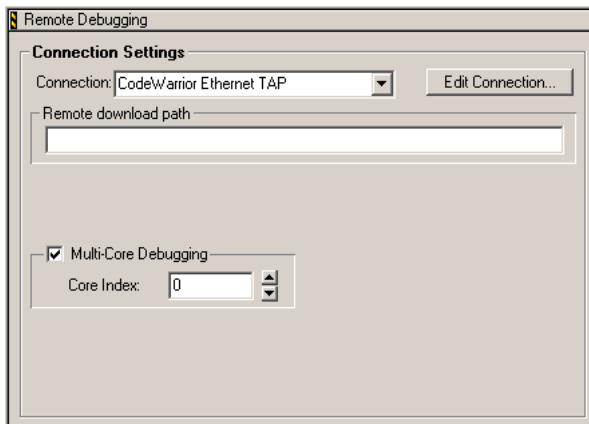 Remote Debugging
Connection Settings
Connection: CodeWarrior Ethernet TAP Edit Connection...
Remote download path
Multi-Core Debugging
Core Index: 0